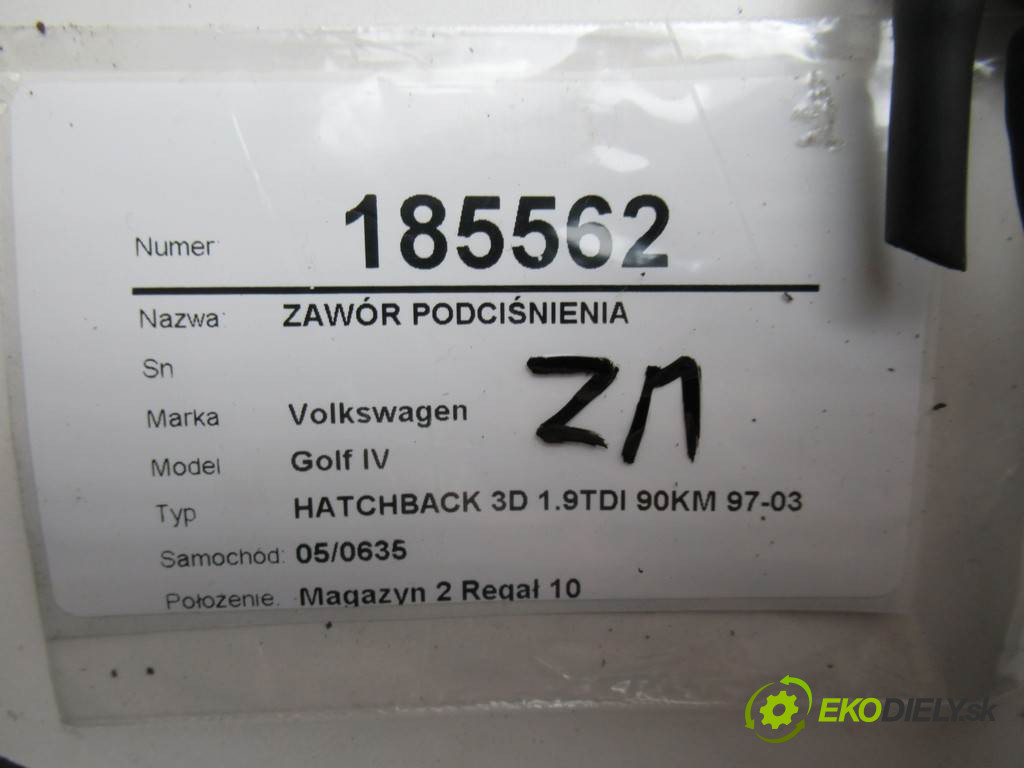 Numer 185562
Nazwa: ZAWÓR PODCIŚNIENIA
Sn
Marka Volkswagen
Model Golf IV
Typ HATCHBACK 3D 1.9TDI 90KM 97-03
Samochód: 05/0635
Położenie: Magazyn 2 Regał 10
EKODIELY.sk